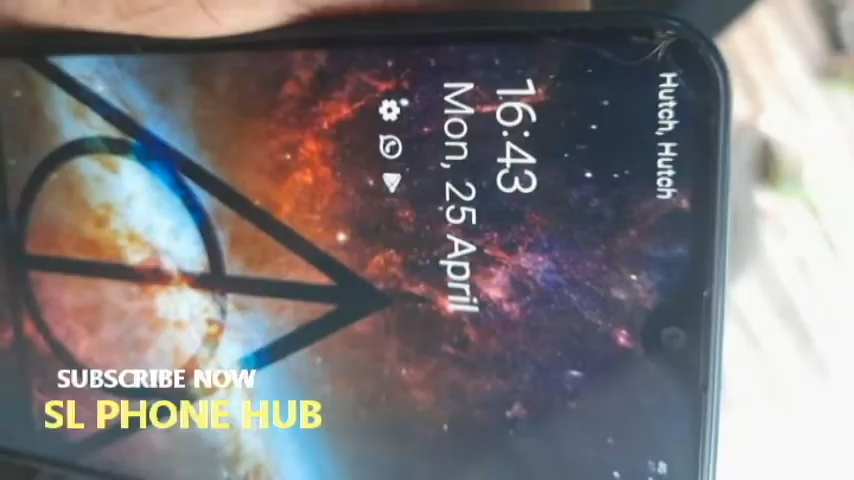 Hutch, Hutch
16:43
Mon, 25 April
SUBSCRIBE NOW
SL PHONE HUB